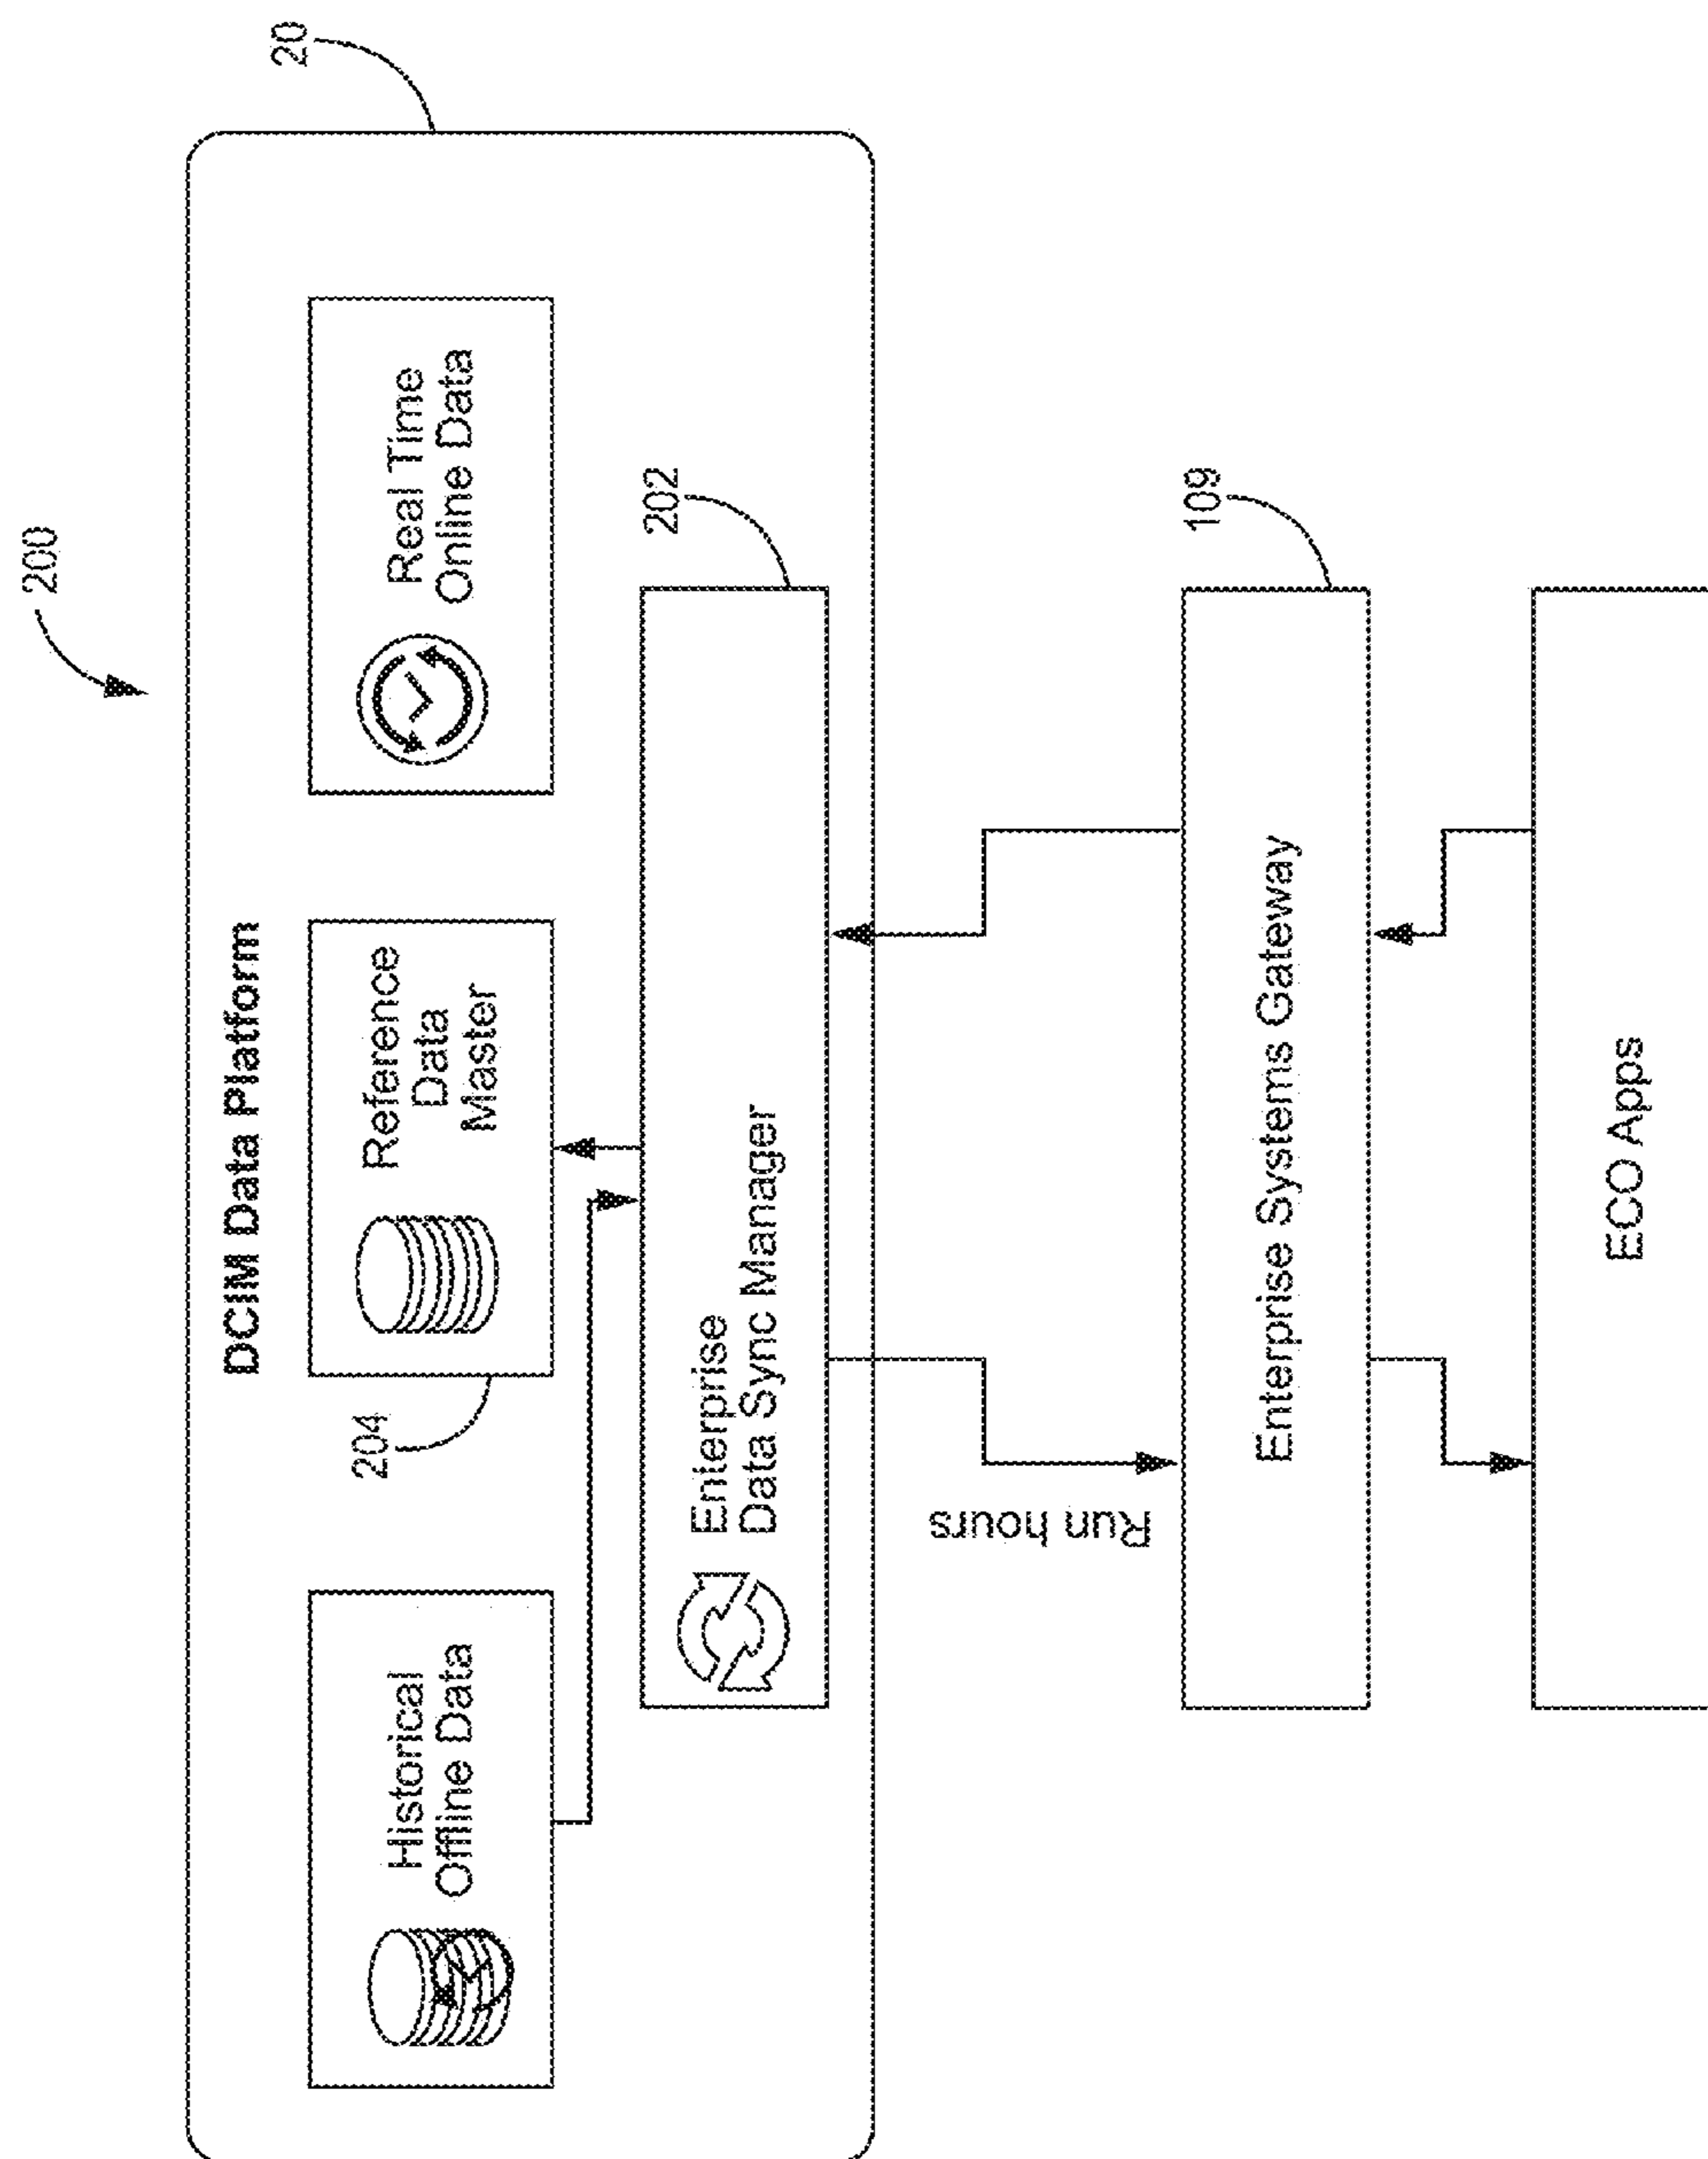 200
20
DCIM Data Platform
Historical
Offline Data
204
Reference
Data
Master
Real Time
Online Data
Enterprise
Data Sync Manager
202
Run hours
109
Enterprise Systems Gateway
ECO Apps